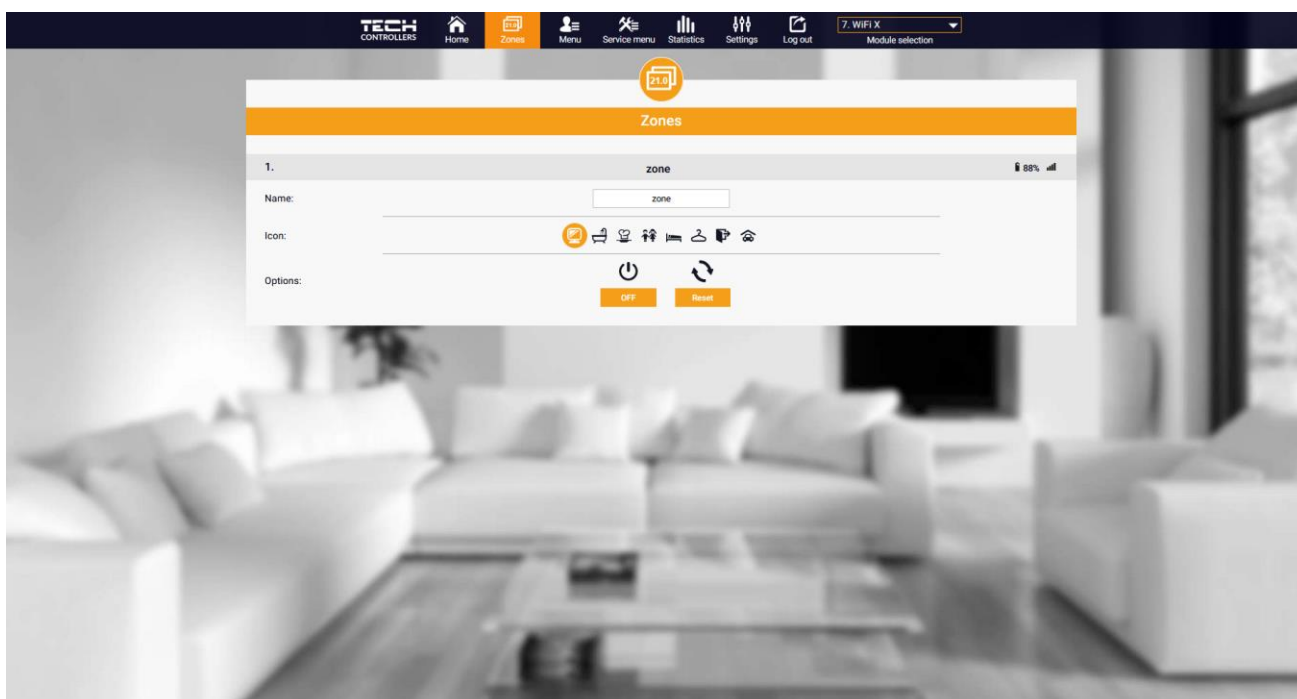 TECH
CONTROLLERS
Home
21.0
Zones
Menu
Service menu
Statistics
Settings
Log out
7. WiFi X
Module selection
21.0
Zones
1. zone 88%
Name: zone
Icon:
Options:
OFF Reset